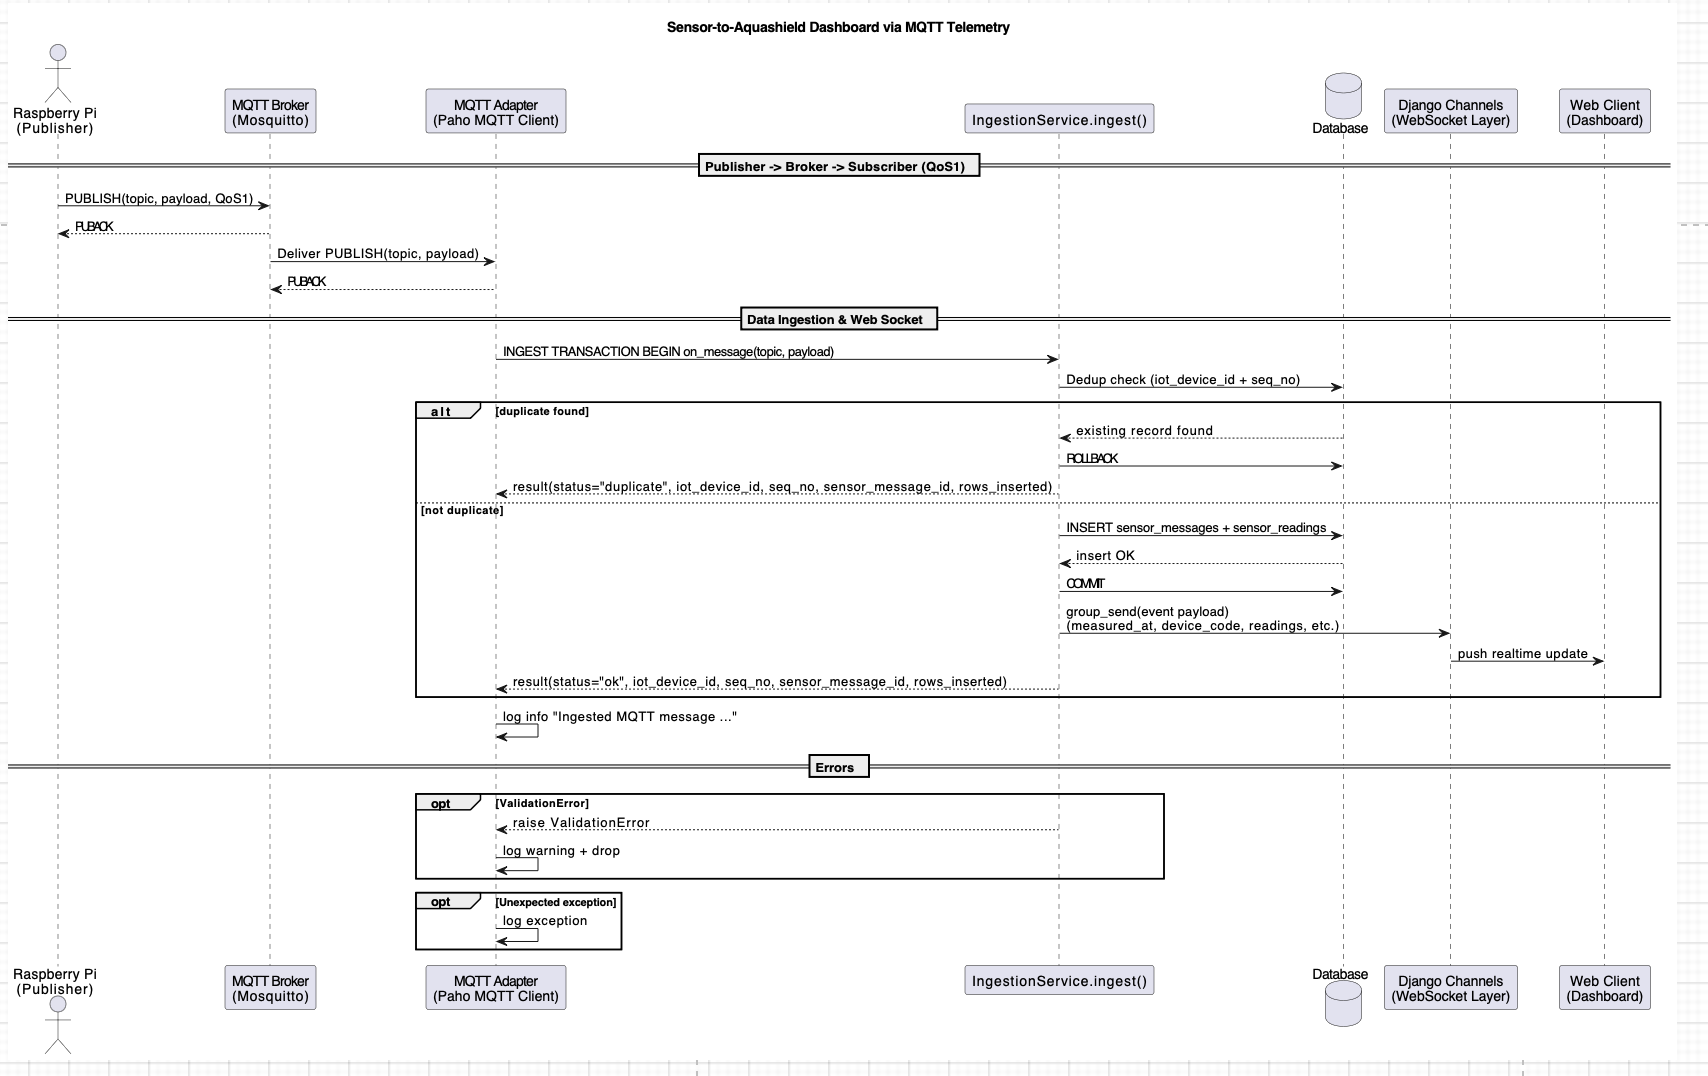 Sensor-to-Aquashield Dashboard via MQTT Telemetry
Raspberry Pi
(Publisher)
MQTT Broker
(Mosquitto)
MQTT Adapter
(Paho MQTT Client)
IngestionService.ingest()
Database
Django Channels
(WebSocket Layer)
Web Client
(Dashboard)
Publisher -> Broker -> Subscriber (QoS1)
PUBLISH(topic, payload, QoS1)
PUBACK
Deliver PUBLISH(topic, payload)
PUBACK
Data Ingestion & Web Socket
INGEST TRANSACTION BEGIN on_message(topic, payload)
Dedup check (iot_device_id + seq_no)
alt
[duplicate found]
existing record found
ROLLBACK
result(status="duplicate", iot_device_id, seq_no, sensor_message_id, rows_inserted)
[not duplicate]
INSERT sensor_messages + sensor_readings
insert OK
COMMIT
group_send(event payload)
(measured_at, device_code, readings, etc.)
push realtime update
result(status="ok", iot_device_id, seq_no, sensor_message_id, rows_inserted)
log info "Ingested MQTT message ..."
Errors
opt
[ValidationError]
raise ValidationError
log warning + drop
opt
[Unexpected exception]
log exception
Raspberry Pi
(Publisher)
MQTT Broker
(Mosquitto)
MQTT Adapter
(Paho MQTT Client)
IngestionService.ingest()
Database
Django Channels
(WebSocket Layer)
Web Client
(Dashboard)